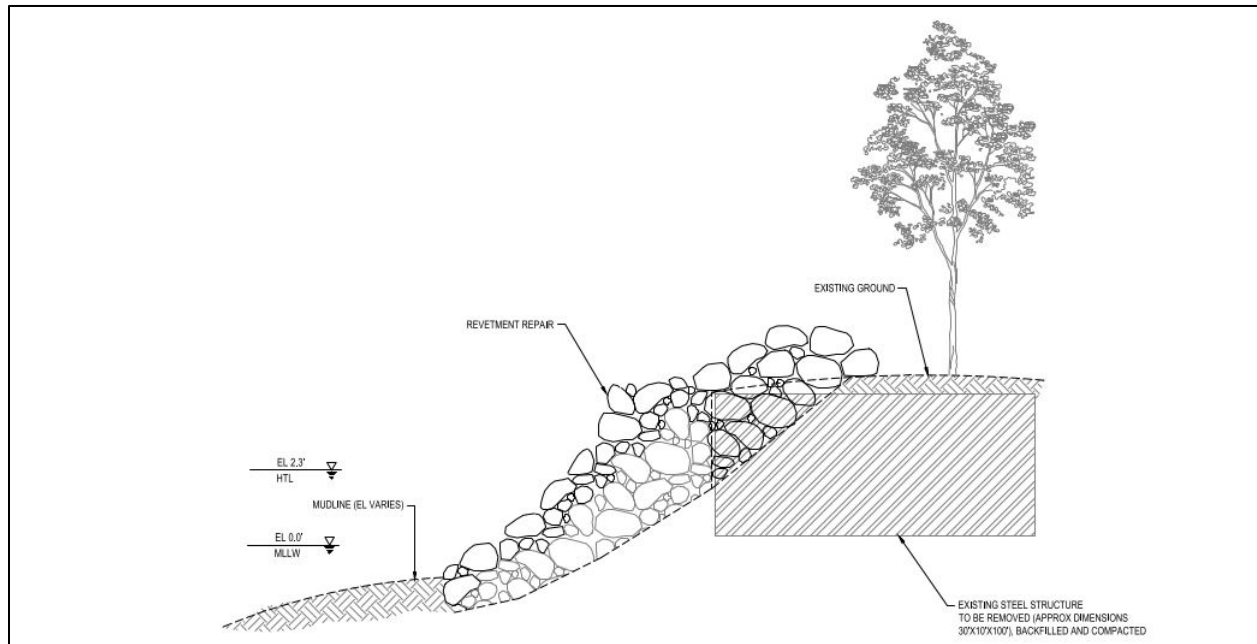 EXISTING GROUND
REVETMENT REPAIR
EL 2.3'
HTL
MUDLINE (EL VARIES)
EL 0.0'
MLLW
EXISTING STEEL STRUCTURE
TO BE REMOVED (APPROX DIMENSIONS
30'X10'X100'), BACKFILLED AND COMPACTED